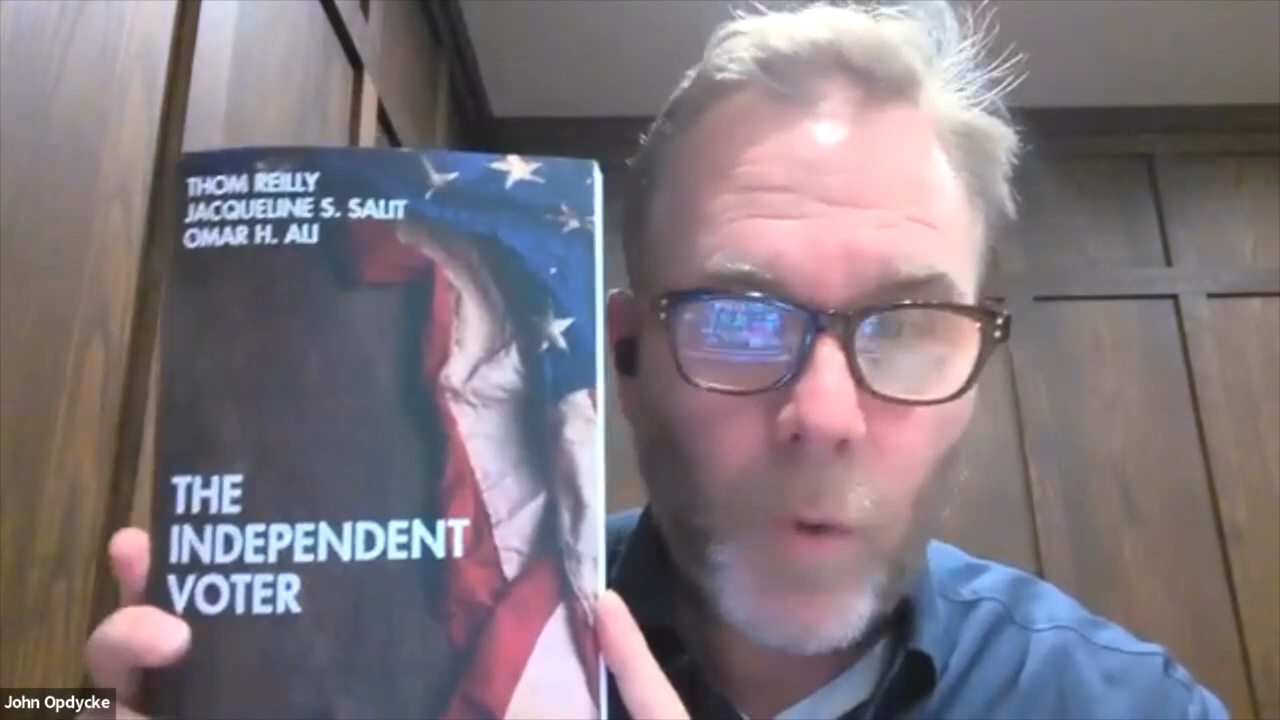 THOM REILLY
JACQUELINE S. SALIT
OMAR H. ALI
THE
INDEPENDENT
VOTER
John Opdycke